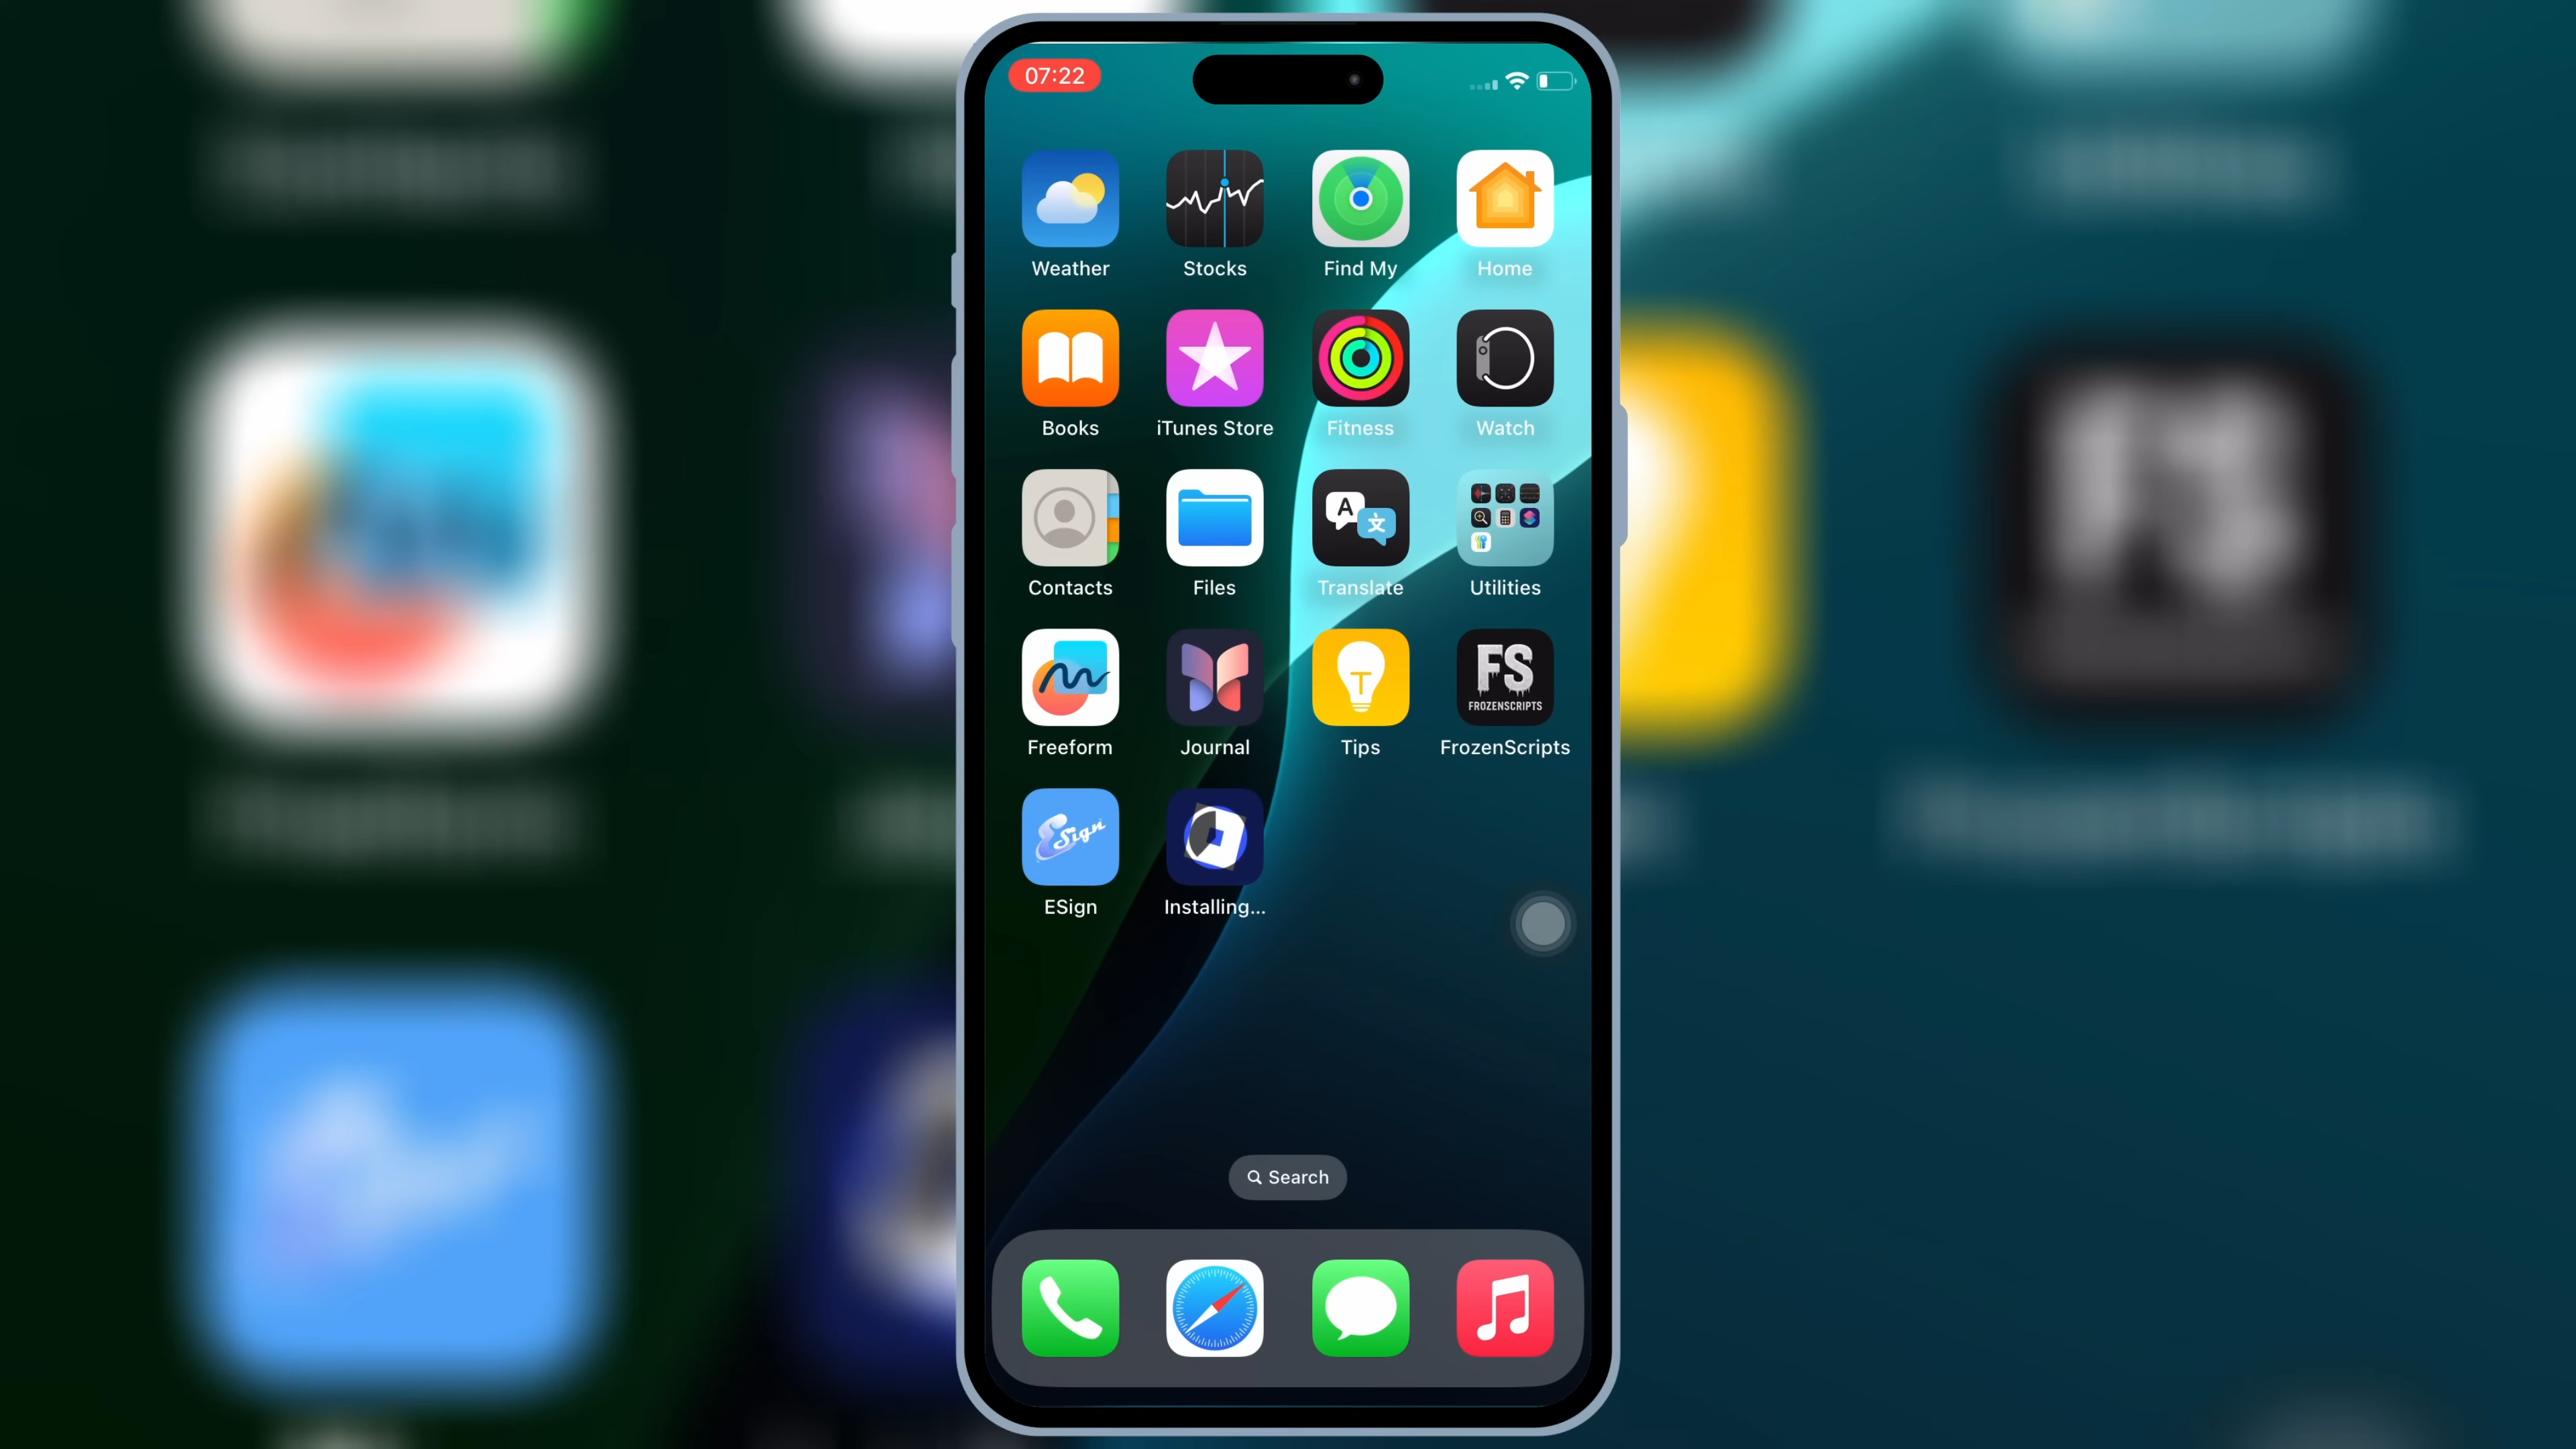 07:22
Weather Stocks Find My Home
Books iTunes Store Fitness Watch
A
文
Contacts Files Translate Utilities
FS
FROZENSCRIPTS
Freeform Journal Tips FrozenScripts
ESign
ESign Installing...
Search